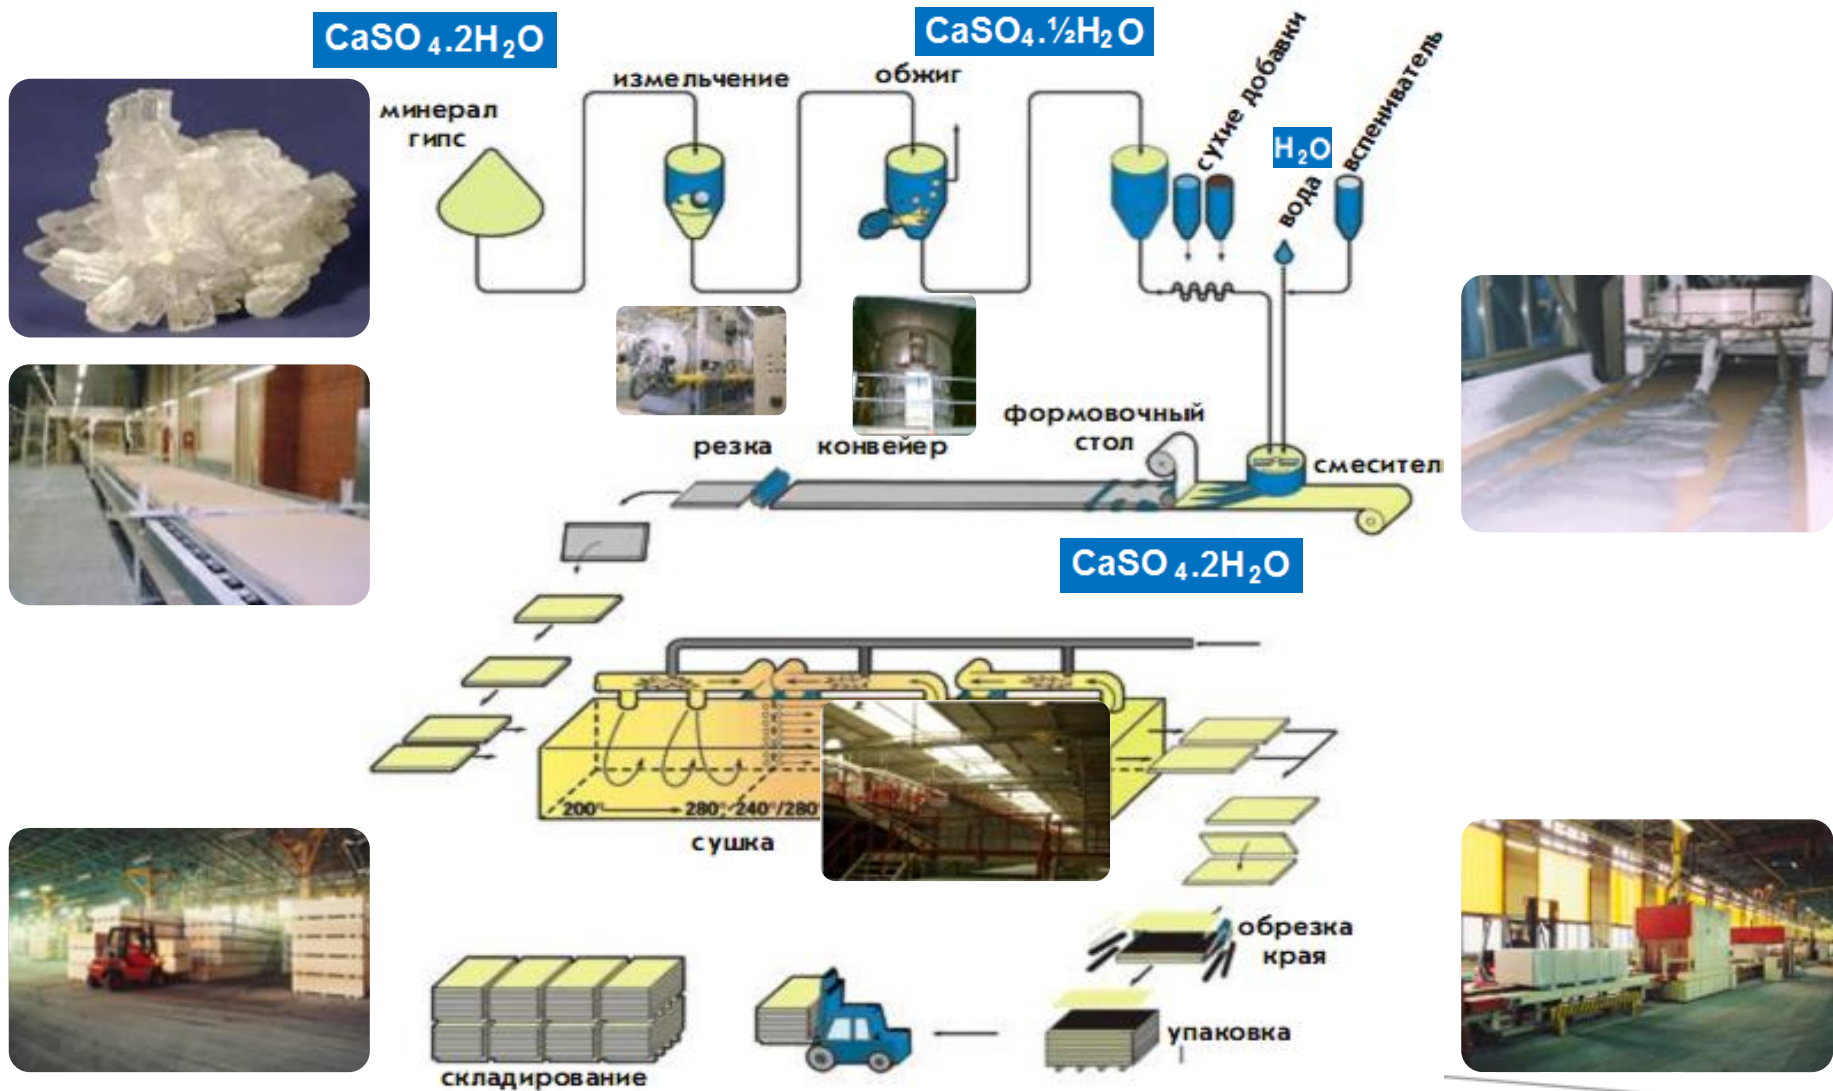 CaSO₄.2H₂O
CaSO₄.½H₂O
минерал
гипс
измельчение
обжиг
сухие добавки
H₂O
вода
вспениватель
резка
конвейер
формовочный
стол
смесител
CaSO₄.2H₂O
200° 280°/240°/280°
сушка
обрезка
края
упаковка
складирование